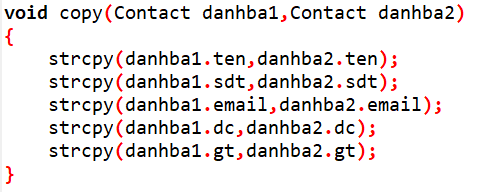 void copy(Contact danhba1,Contact danhba2)
{
    strcpy(danhba1.ten,danhba2.ten);
    strcpy(danhba1.sdt,danhba2.sdt);
    strcpy(danhba1.email,danhba2.email);
    strcpy(danhba1.dc,danhba2.dc);
    strcpy(danhba1.gt,danhba2.gt);
}